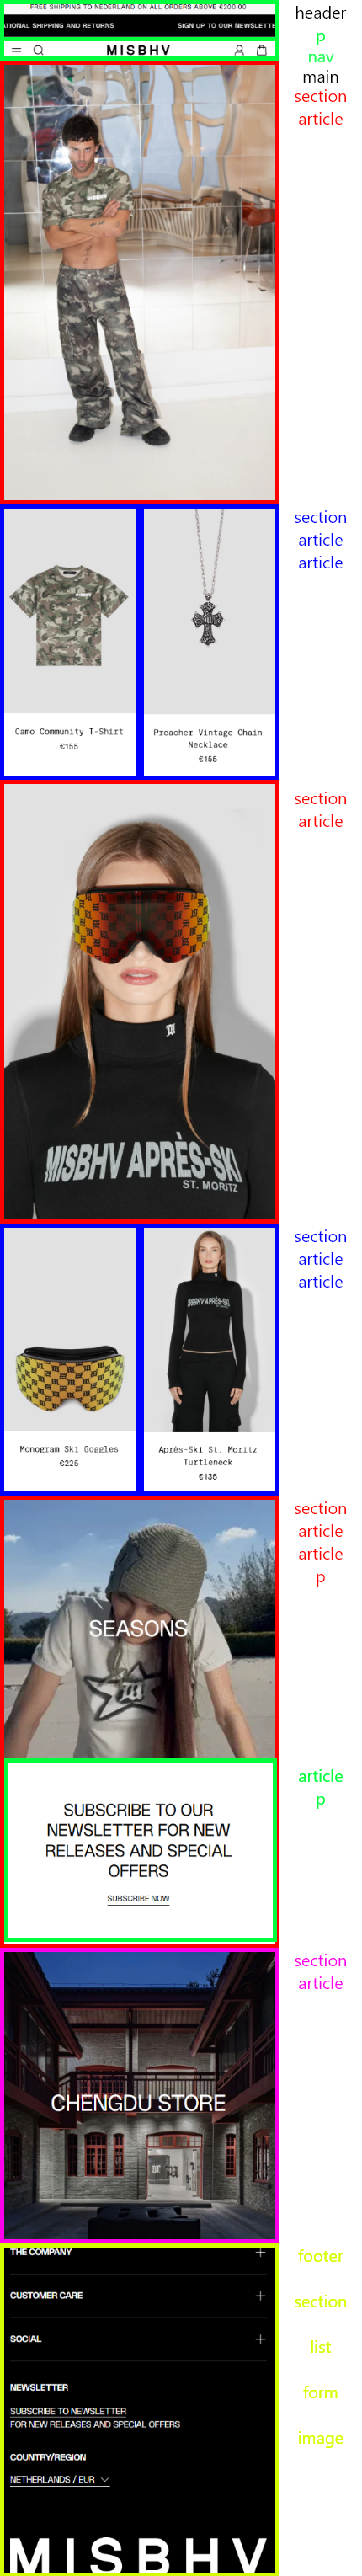 FREE SHIPPING TO NEDERLAND ON ALL ORDERS ABOVE €200.00
ATIONAL SHIPPING AND RETURNS SIGN UP TO OUR NEWSLETTE
MISBHV
header
p
nav
main
section
article
section
article
article
Camo Community T-Shirt
€155
Preacher Vintage Chain
Necklace
€155
section
article
MISBHV APRÈS-SKI
ST. MORITZ
section
article
article
MISBHV APRÈS-SKI
Monogram Ski Goggles
€225
Après-Ski St. Moritz
Turtleneck
€135
section
article
article
p
SEASONS
article
p
SUBSCRIBE TO OUR
NEWSLETTER FOR NEW
RELEASES AND SPECIAL
OFFERS
SUBSCRIBE NOW
section
article
CHENGDU STORE
footer
section
list
form
image
THE COMPANY
CUSTOMER CARE
SOCIAL
NEWSLETTER
SUBSCRIBE TO NEWSLETTER
FOR NEW RELEASES AND SPECIAL OFFERS
COUNTRY/REGION
NETHERLANDS / EUR
MISBHV